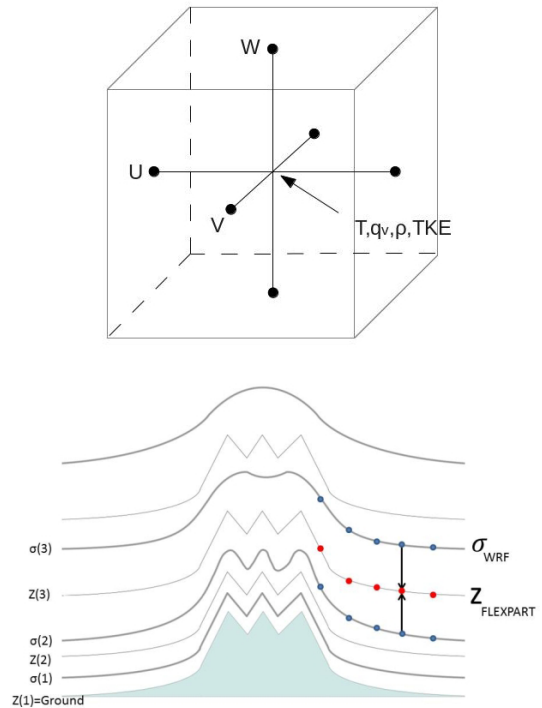 W
U
V
T,qv,ρ,TKE
σ(3)
σWRF
Z(3)
ZFLEXPART
σ(2)
Z(2)
σ(1)
Z(1)=Ground